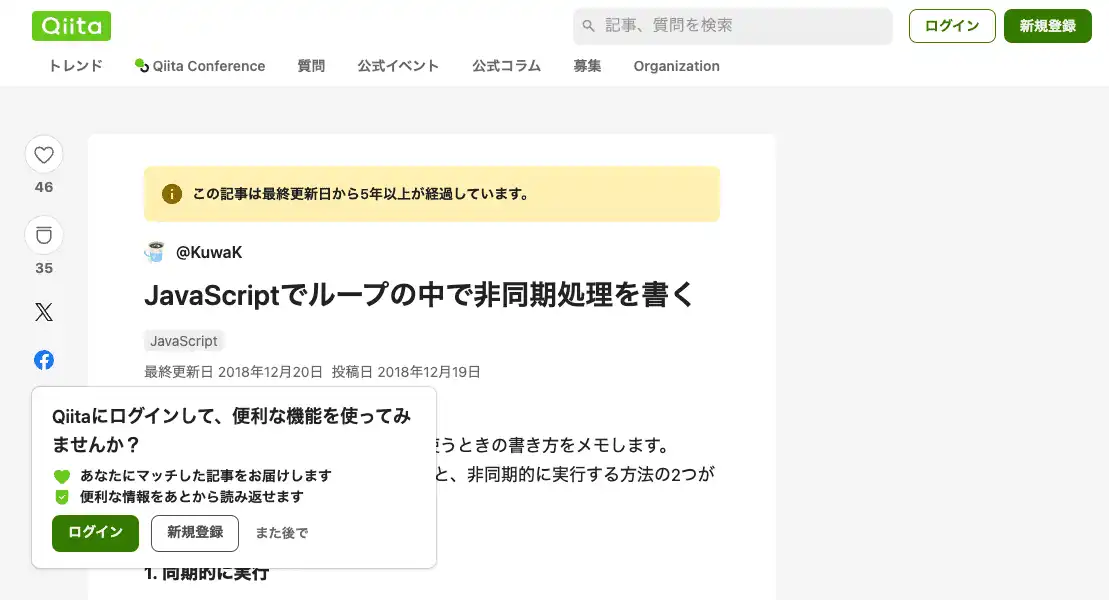 Qiita
記事、質問を検索
ログイン
新規登録
トレンド
Qiita Conference
質問
公式イベント
公式コラム
募集
Organization
46
35
この記事は最終更新日から5年以上が経過しています。
@KuwaK
JavaScriptでループの中で非同期処理を書く
JavaScript
最終更新日 2018年12月20日 投稿日 2018年12月19日
使うときの書き方をメモします。
と、非同期的に実行する方法の2つが
Qiitaにログインして、便利な機能を使ってみ
ませんか？
あなたにマッチした記事をお届けします
便利な情報をあとから読み返せます
ログイン
新規登録
また後で
1. 同期的に実行